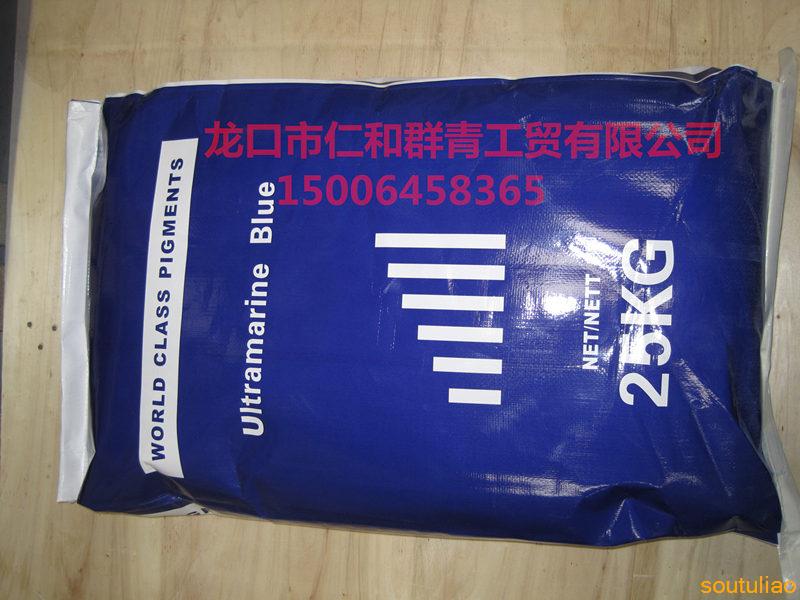 龙口市仁和群青工贸有限公司
15006458365
WORLD CLASS PIGMENTS
Ultramarine Blue
NET/NETT
25KG
soutuliao